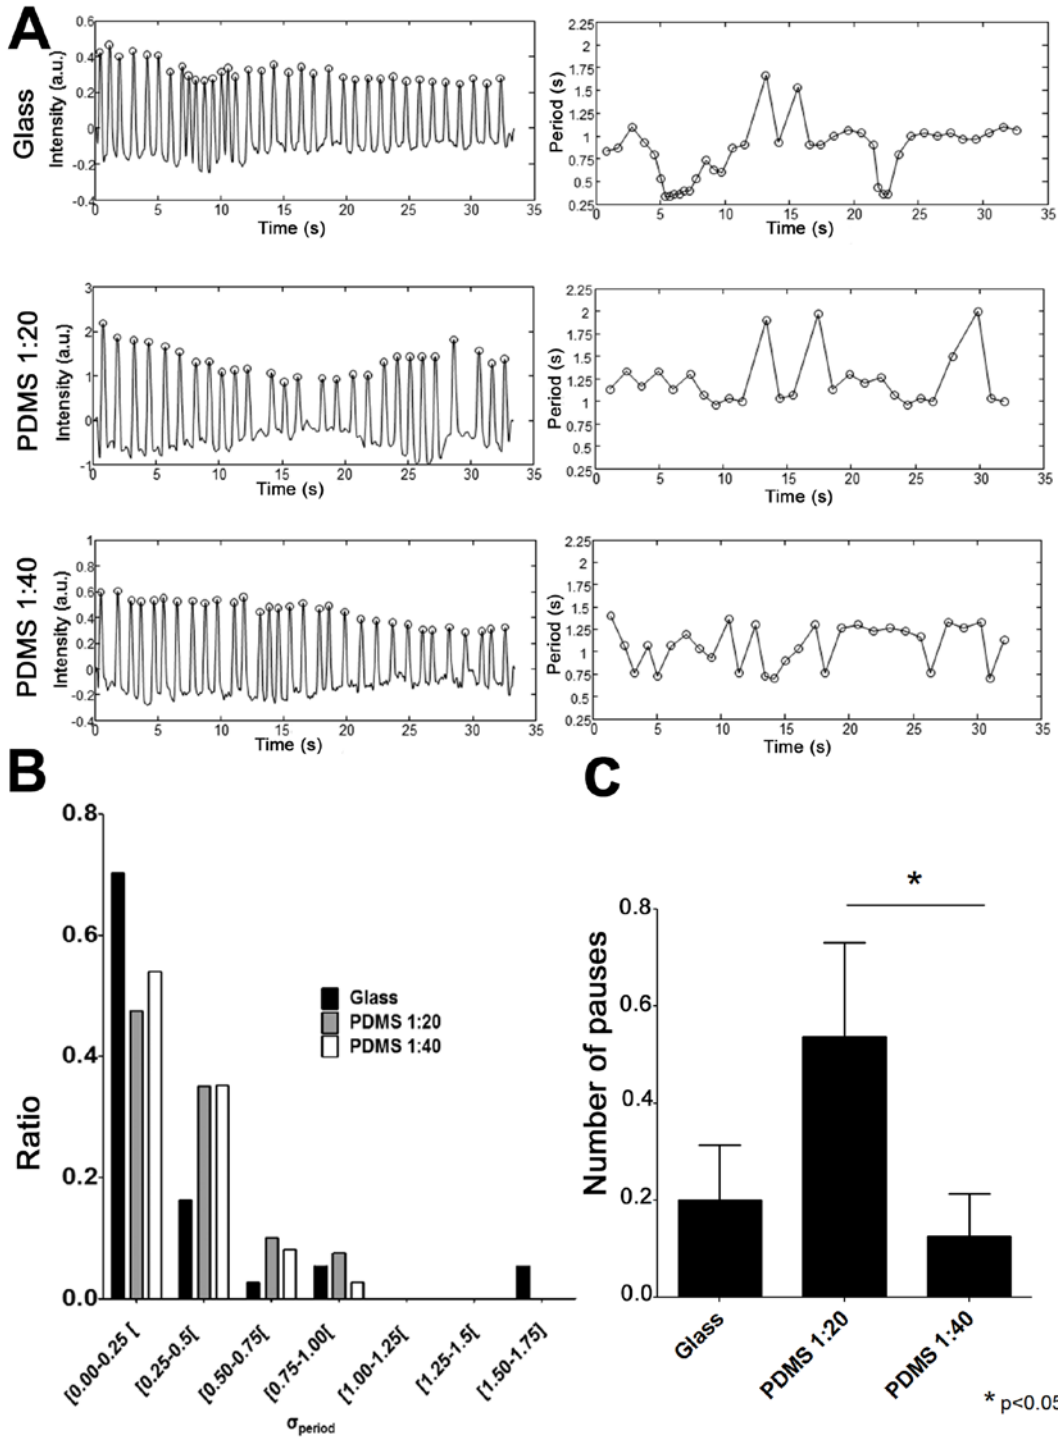 A
Glass
Intensity (a.u.)
0.6
0.4
0.2
0
-0.2
-0.4
0 5 10 15 20 25 30 35
Time (s)
Period (s)
2.25
2
1.75
1.5
1.25
1
0.75
0.5
0.25
0 5 10 15 20 25 30 35
Time (s)
PDMS 1:20
Intensity (a.u.)
3
2
1
0
-1
0 5 10 15 20 25 30 35
Time (s)
Period (s)
2.25
2
1.75
1.5
1.25
1
0.75
0.5
0.25
0 5 10 15 20 25 30 35
Time (s)
PDMS 1:40
Intensity (a.u.)
1
0.8
0.6
0.4
0.2
0
-0.2
-0.4
0 5 10 15 20 25 30 35
Time (s)
Period (s)
2.25
2
1.75
1.5
1.25
1
0.75
0.5
0.25
0 5 10 15 20 25 30 35
Time (s)
B
Ratio
0.8
0.6
0.4
0.2
0.0
Glass
PDMS 1:20
PDMS 1:40
[0.00-0.25 [
[0.25-0.5[
[0.50-0.75[
[0.75-1.00[
[1.00-1.25[
[1.25-1.5[
[1.50-1.75]
σperiod
C
Number of pauses
0.8
0.6
0.4
0.2
0.0
*
Glass
PDMS 1:20
PDMS 1:40
* p<0.05